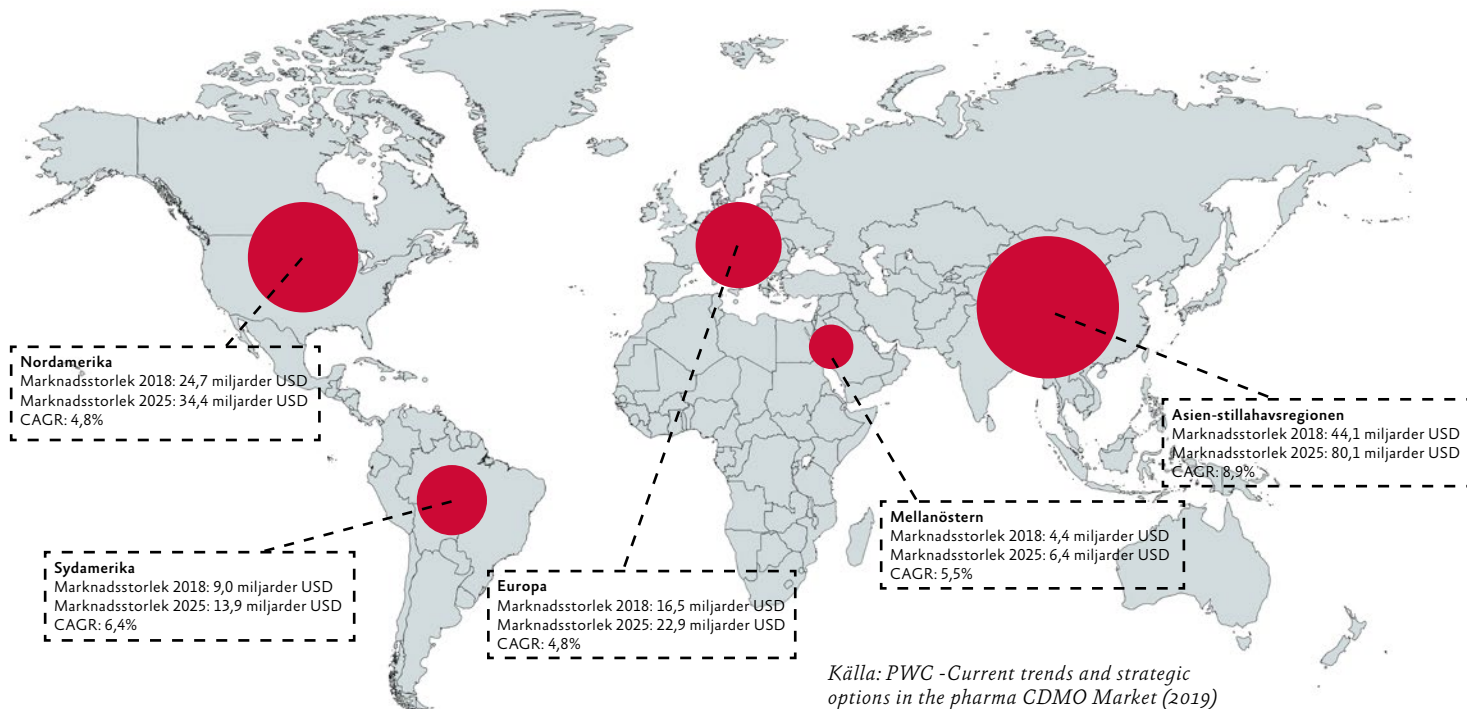 Nordamerika
Marknadsstorlek 2018: 24,7 miljarder USD
Marknadsstorlek 2025: 34,4 miljarder USD
CAGR: 4,8%
Asien-stillahavsregionen
Marknadsstorlek 2018: 44,1 miljarder USD
Marknadsstorlek 2025: 80,1 miljarder USD
CAGR: 8,9%
Mellanöstern
Marknadsstorlek 2018: 4,4 miljarder USD
Marknadsstorlek 2025: 6,4 miljarder USD
CAGR: 5,5%
Sydamerika
Marknadsstorlek 2018: 9,0 miljarder USD
Marknadsstorlek 2025: 13,9 miljarder USD
CAGR: 6,4%
Europa
Marknadsstorlek 2018: 16,5 miljarder USD
Marknadsstorlek 2025: 22,9 miljarder USD
CAGR: 4,8%
Källa: PWC -Current trends and strategic
options in the pharma CDMO Market (2019)